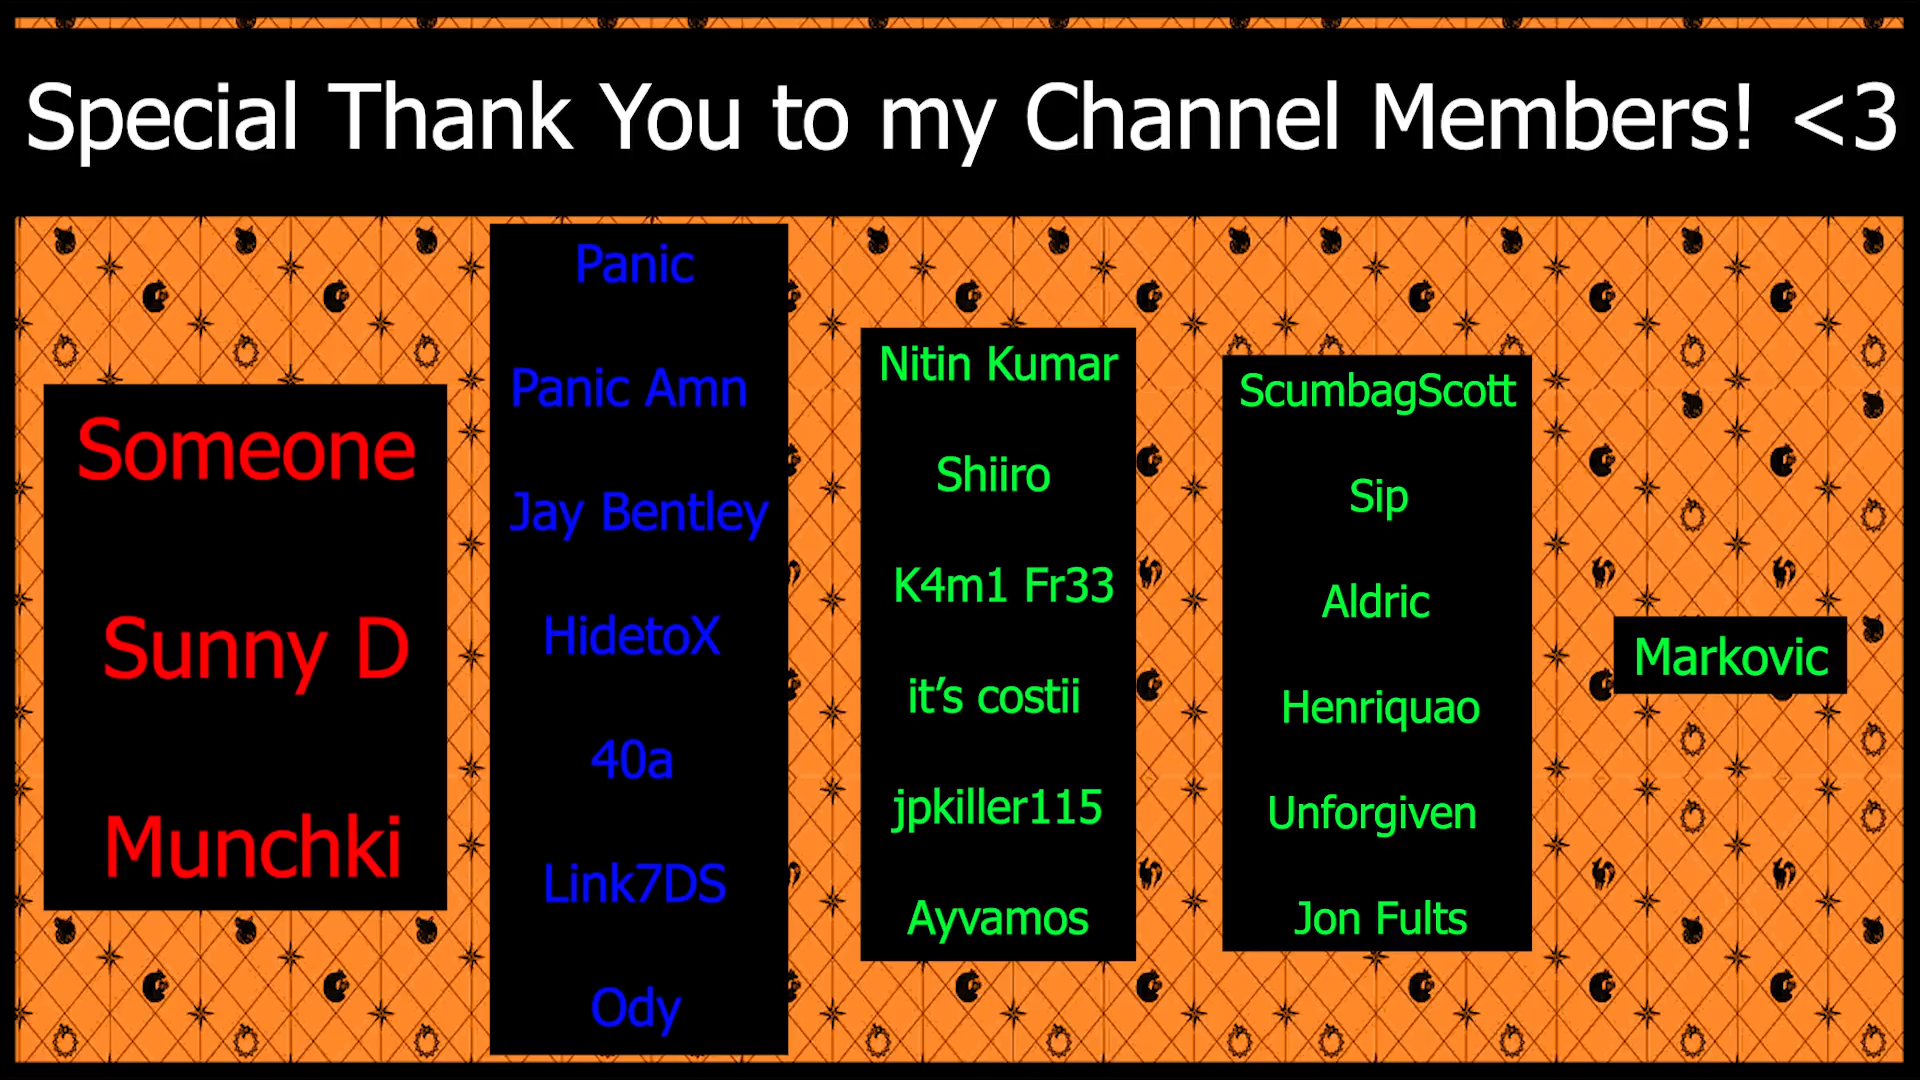 Special Thank You to my Channel Members! <3
Someone
Sunny D
Munchki
Panic
Panic Amn
Jay Bentley
HidetoX
40a
Link7DS
Ody
Nitin Kumar
Shiiro
K4m1 Fr33
it’s costii
jpkiller115
Ayvamos
ScumbagScott
Sip
Aldric
Henriquao
Unforgiven
Jon Fults
Markovic